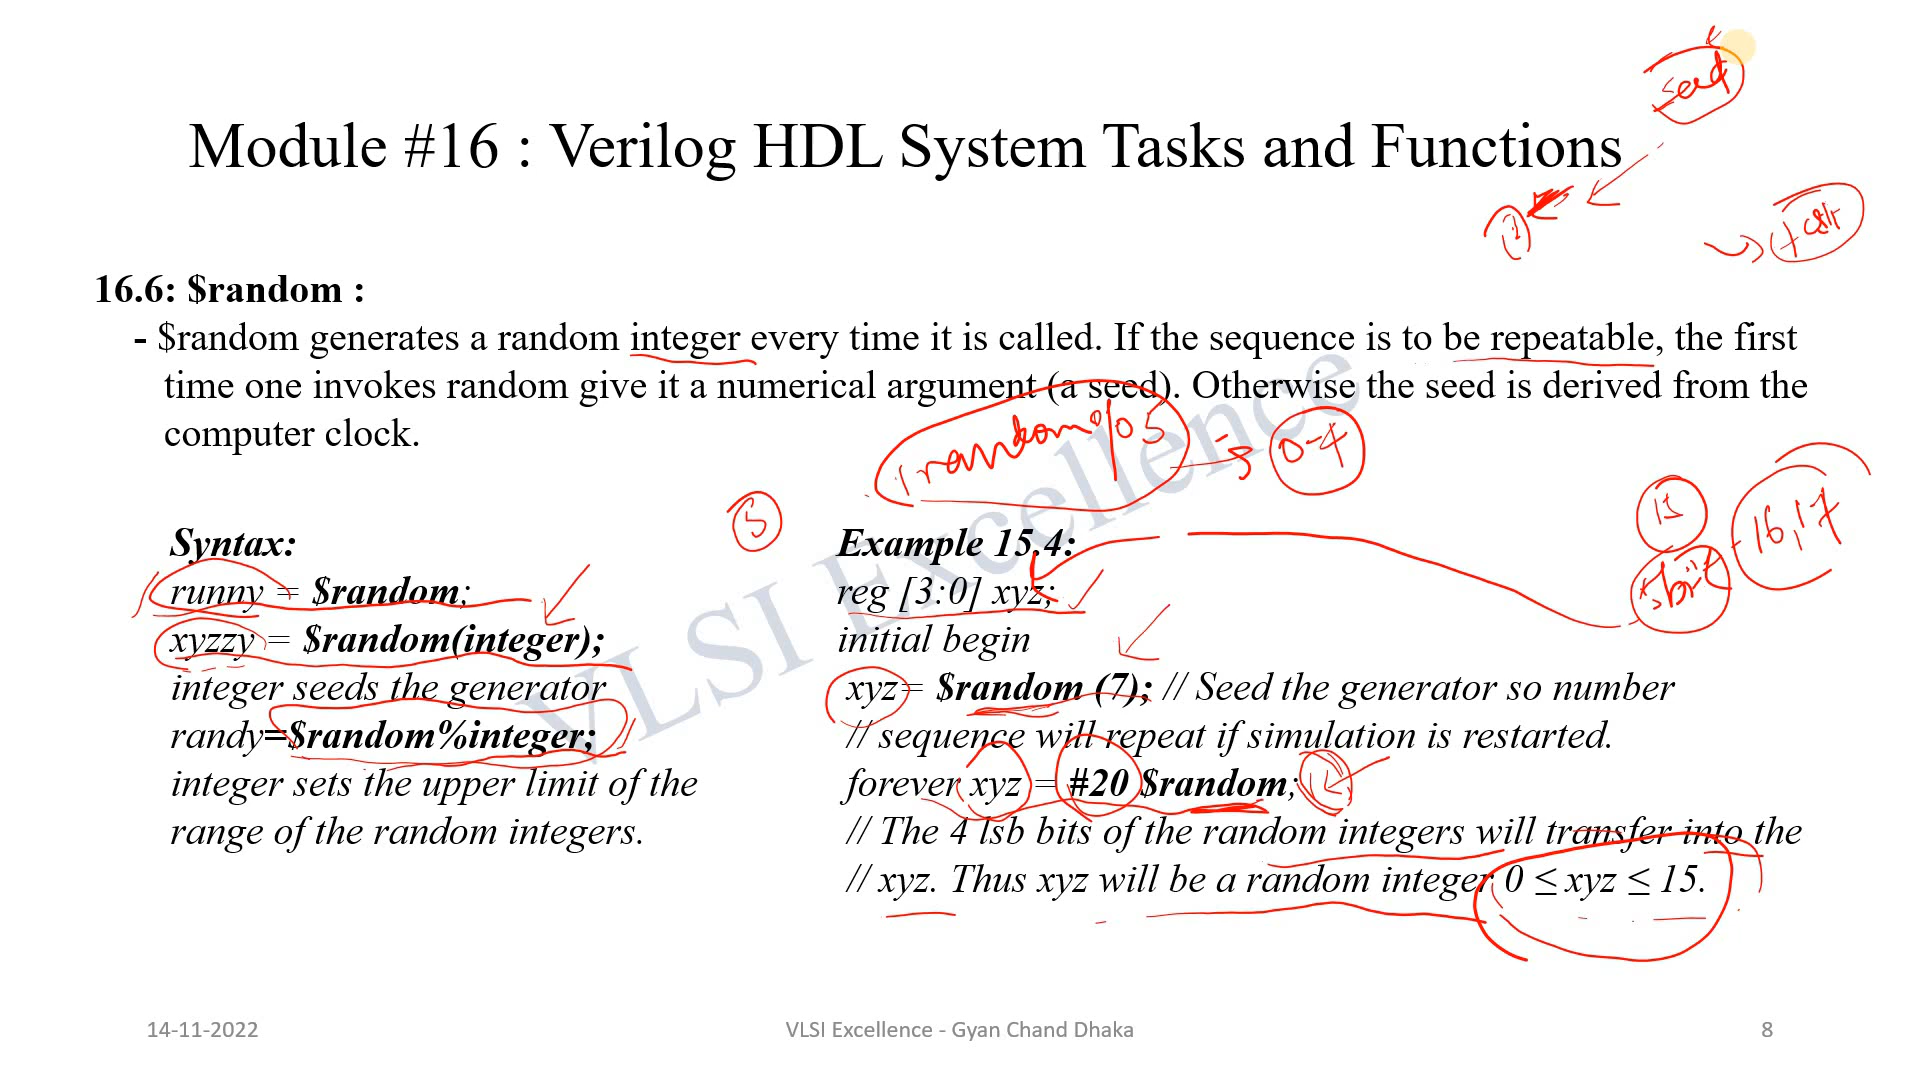 seed
Module #16 : Verilog HDL System Tasks and Functions
16.6: $random :
- $random generates a random integer every time it is called. If the sequence is to be repeatable, the first
time one invokes random give it a numerical argument (a seed). Otherwise the seed is derived from the
computer clock.
random%5
0-4
5
15
16,17
5bit
Syntax:
runny = $random;
xyzzy = $random(integer);
integer seeds the generator
randy=$random%integer;
integer sets the upper limit of the
range of the random integers.
Example 15.4:
reg [3:0] xyz;
initial begin
xyz= $random (7); // Seed the generator so number
// sequence will repeat if simulation is restarted.
forever xyz = #20 $random;
// The 4 lsb bits of the random integers will transfer into the
// xyz. Thus xyz will be a random integer 0 ≤ xyz ≤ 15.
VLSI Excellence
14-11-2022
VLSI Excellence - Gyan Chand Dhaka
8